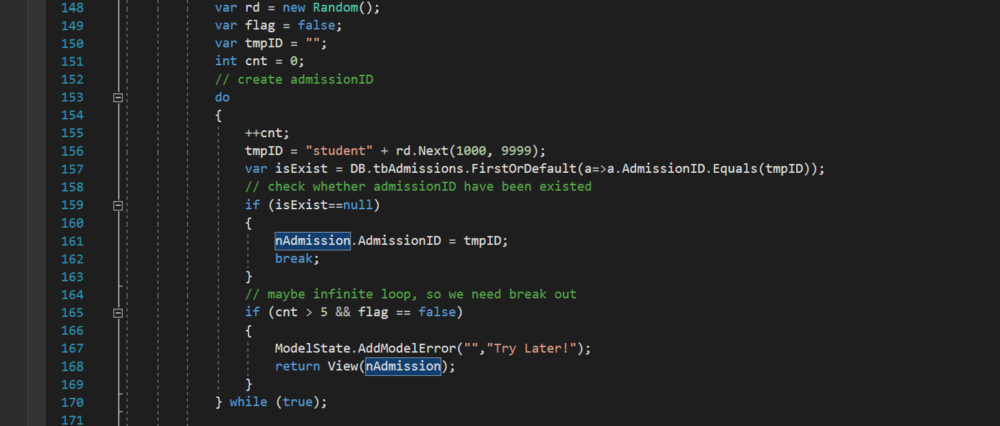 148 var rd = new Random();
149 var flag = false;
150 var tmpID = "";
151 int cnt = 0;
152 // create admissionID
153 do
154 {
155 ++cnt;
156 tmpID = "student" + rd.Next(1000, 9999);
157 var isExist = DB.tbAdmissions.FirstOrDefault(a=>a.AdmissionID.Equals(tmpID));
158 // check whether admissionID have been existed
159 if (isExist==null)
160 {
161 nAdmission.AdmissionID = tmpID;
162 break;
163 }
164 // maybe infinite loop, so we need break out
165 if (cnt > 5 && flag == false)
166 {
167 ModelState.AddModelError("","Try Later!");
168 return View(nAdmission);
169 }
170 } while (true);
171